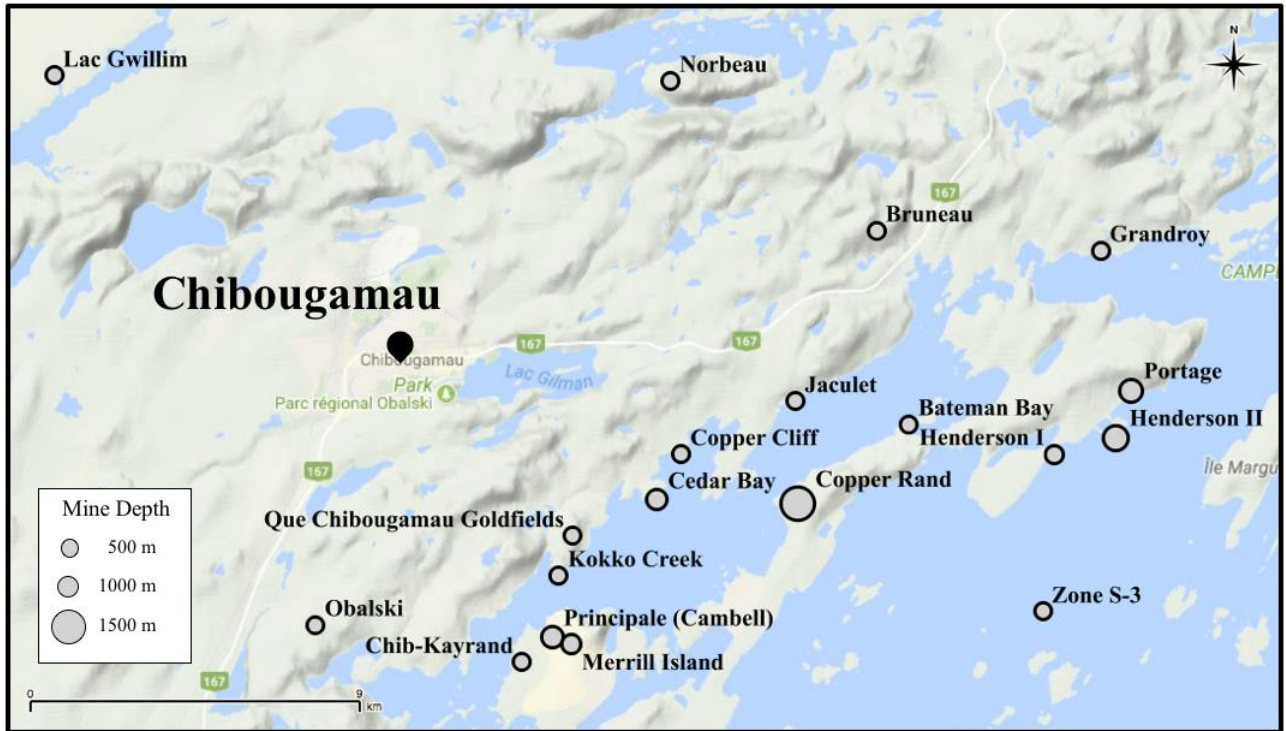 Lac Gwillim
Norbeau
N
167
Bruneau
Grandroy
CAMP
Chibougamau
167
167
Chibougamau
Lac Gilman
Park
Parc régional Obalski
Portage
Jaculet
Bateman Bay
Henderson II
Copper Cliff
Henderson I
Île Margu
167
Cedar Bay
Copper Rand
Mine Depth
500 m
1000 m
1500 m
Que Chibougamau Goldfields
Kokko Creek
Obalski
Principale (Cambell)
Zone S-3
Chib-Kayrand
Merrill Island
167
0
9
km